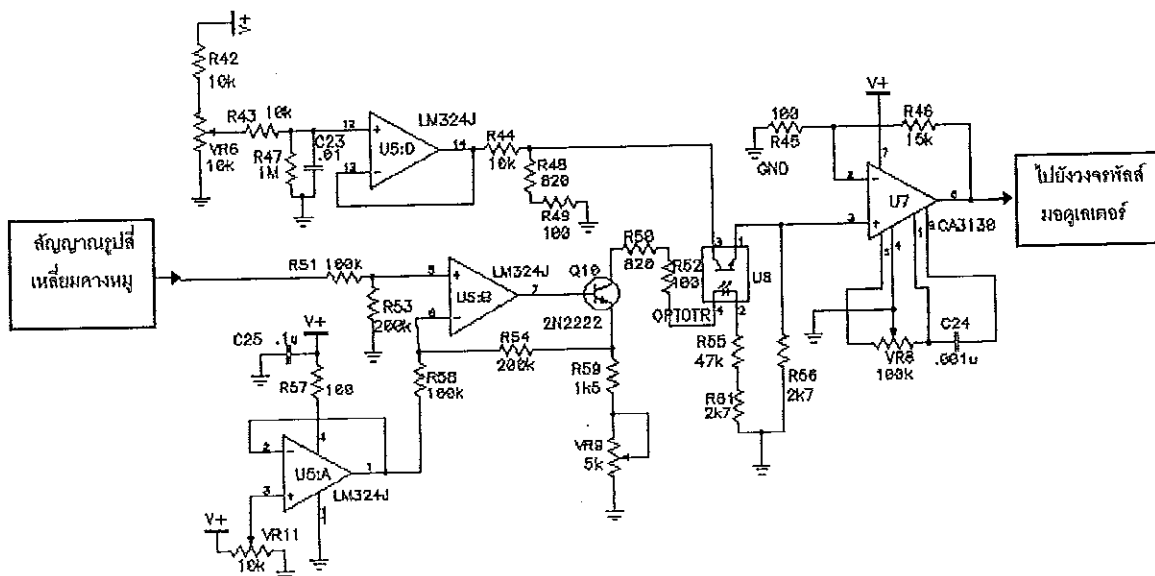 V+
R42
10k
R43
10k
VR6
10k
R47
1M
C23
.01
12
13
14
LM324J
U5:D
R44
10k
R48
820
R49
100
V+
100
R45
GND
R46
15k
7
2
3
6
U7
CA3130
5
4
1
8
ไปยังวงจรพัลส์
มอดูเลเตอร์
สัญญาณรูปสี่
เหลี่ยมคางหมู
R51
100k
R53
200k
5
6
7
LM324J
U5:B
Q10
2N2222
R50
820
R52
100
3
1
4
2
U8
OPTOTR
R54
200k
R58
100k
R59
1k5
VR9
5k
R55
47k
R61
2k7
R56
2k7
VR8
100k
C24
.001u
C25
.1u
V+
R57
100
4
2
3
1
U5:A
LM324J
11
V+
VR11
10k